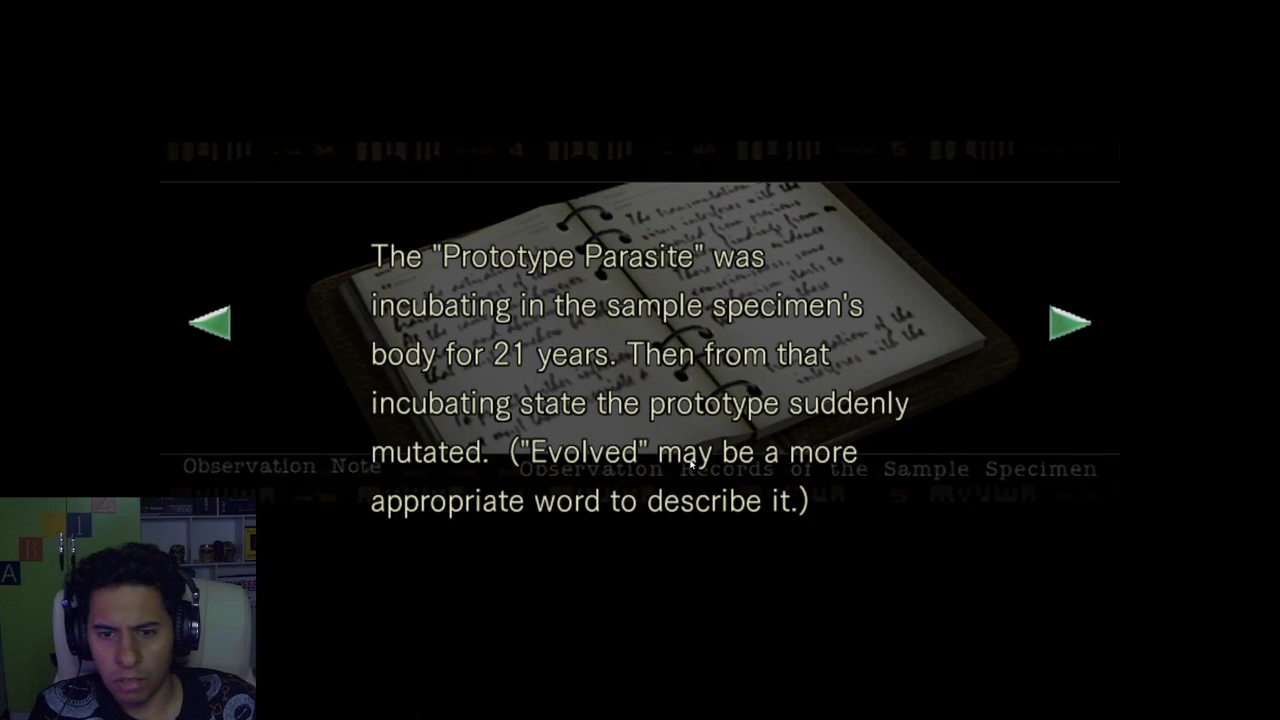 The "Prototype Parasite" was
incubating in the sample specimen's
body for 21 years. Then from that
incubating state the prototype suddenly
mutated. ("Evolved" may be a more
appropriate word to describe it.)
Observation Note
Observation Records of the Sample Specimen
A
B
1